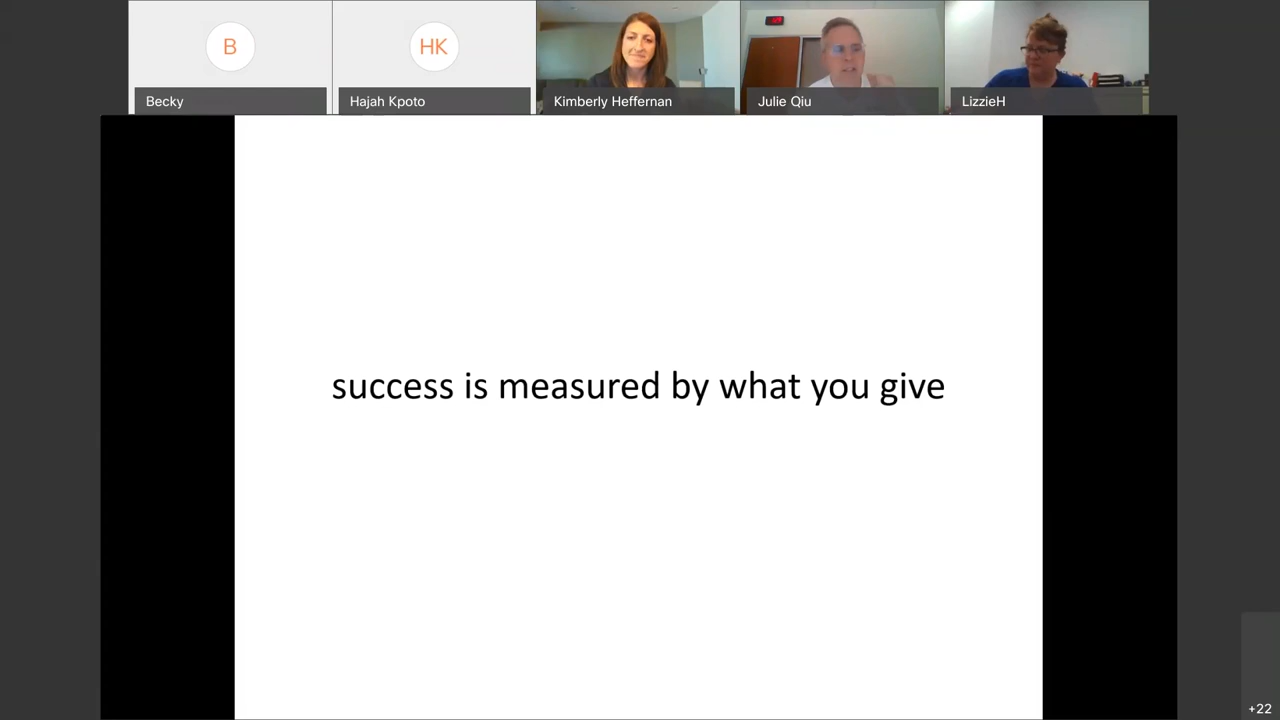 B
HK
Becky
Hajah Kpoto
Kimberly Heffernan
Julie Qiu
LizzieH
success is measured by what you give
+22